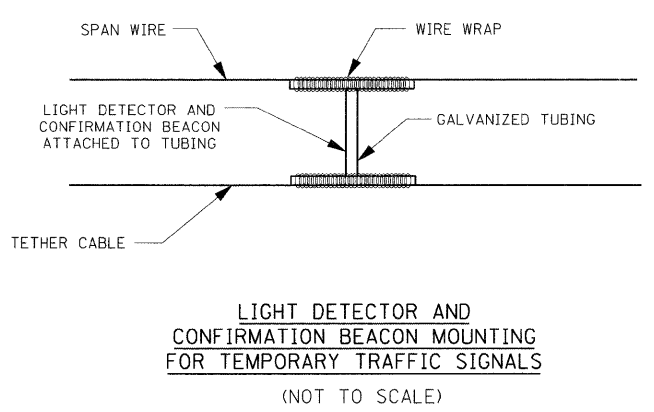 SPAN WIRE
WIRE WRAP
LIGHT DETECTOR AND
CONFIRMATION BEACON
ATTACHED TO TUBING
GALVANIZED TUBING
TETHER CABLE
LIGHT DETECTOR AND
CONFIRMATION BEACON MOUNTING
FOR TEMPORARY TRAFFIC SIGNALS
(NOT TO SCALE)